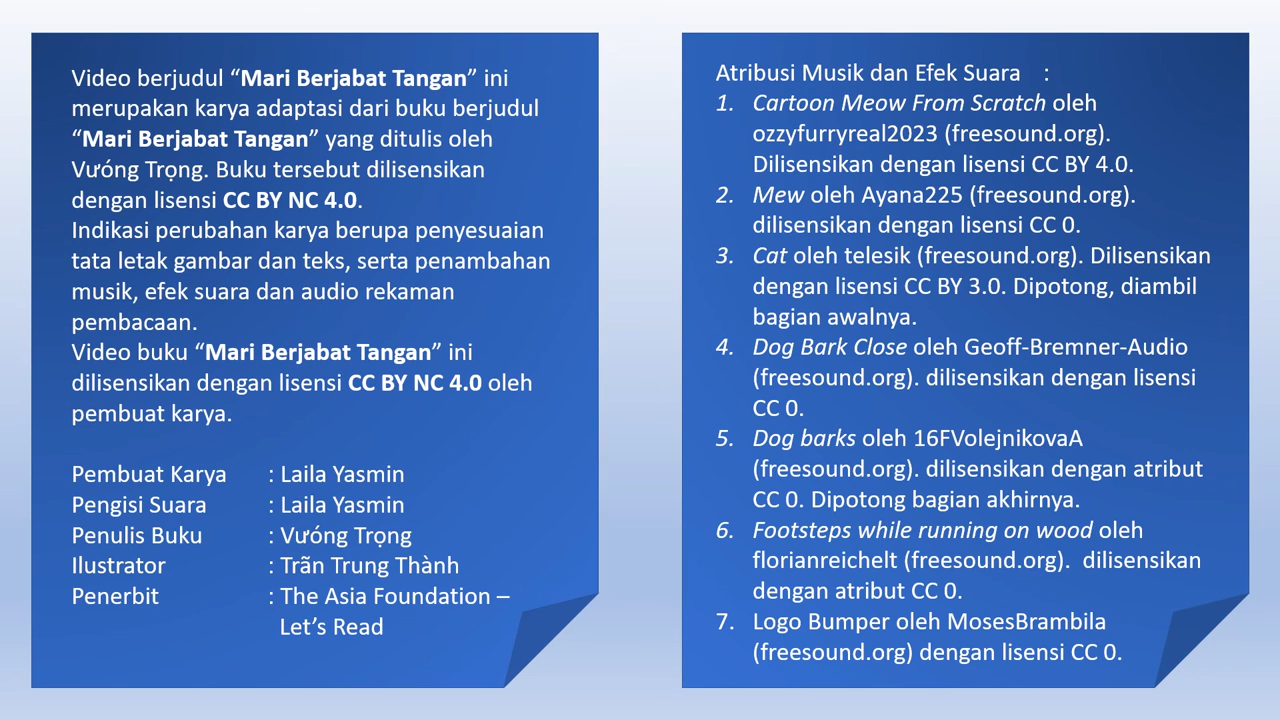 Video berjudul “Mari Berjabat Tangan” ini
merupakan karya adaptasi dari buku berjudul
“Mari Berjabat Tangan” yang ditulis oleh
Vưóng Trọng. Buku tersebut dilisensikan
dengan lisensi CC BY NC 4.0.
Indikasi perubahan karya berupa penyesuaian
tata letak gambar dan teks, serta penambahan
musik, efek suara dan audio rekaman
pembacaan.
Video buku “Mari Berjabat Tangan” ini
dilisensikan dengan lisensi CC BY NC 4.0 oleh
pembuat karya.
Pembuat Karya : Laila Yasmin
Pengisi Suara : Laila Yasmin
Penulis Buku : Vưóng Trọng
Ilustrator : Trãn Trung Thành
Penerbit : The Asia Foundation –
Let’s Read
Atribusi Musik dan Efek Suara :
1. Cartoon Meow From Scratch oleh
ozzyfurryreal2023 (freesound.org).
Dilisensikan dengan lisensi CC BY 4.0.
2. Mew oleh Ayana225 (freesound.org).
dilisensikan dengan lisensi CC 0.
3. Cat oleh telesik (freesound.org). Dilisensikan
dengan lisensi CC BY 3.0. Dipotong, diambil
bagian awalnya.
4. Dog Bark Close oleh Geoff-Bremner-Audio
(freesound.org). dilisensikan dengan lisensi
CC 0.
5. Dog barks oleh 16FVolejnikovaA
(freesound.org). dilisensikan dengan atribut
CC 0. Dipotong bagian akhirnya.
6. Footsteps while running on wood oleh
florianreichelt (freesound.org). dilisensikan
dengan atribut CC 0.
7. Logo Bumper oleh MosesBrambila
(freesound.org) dengan lisensi CC 0.